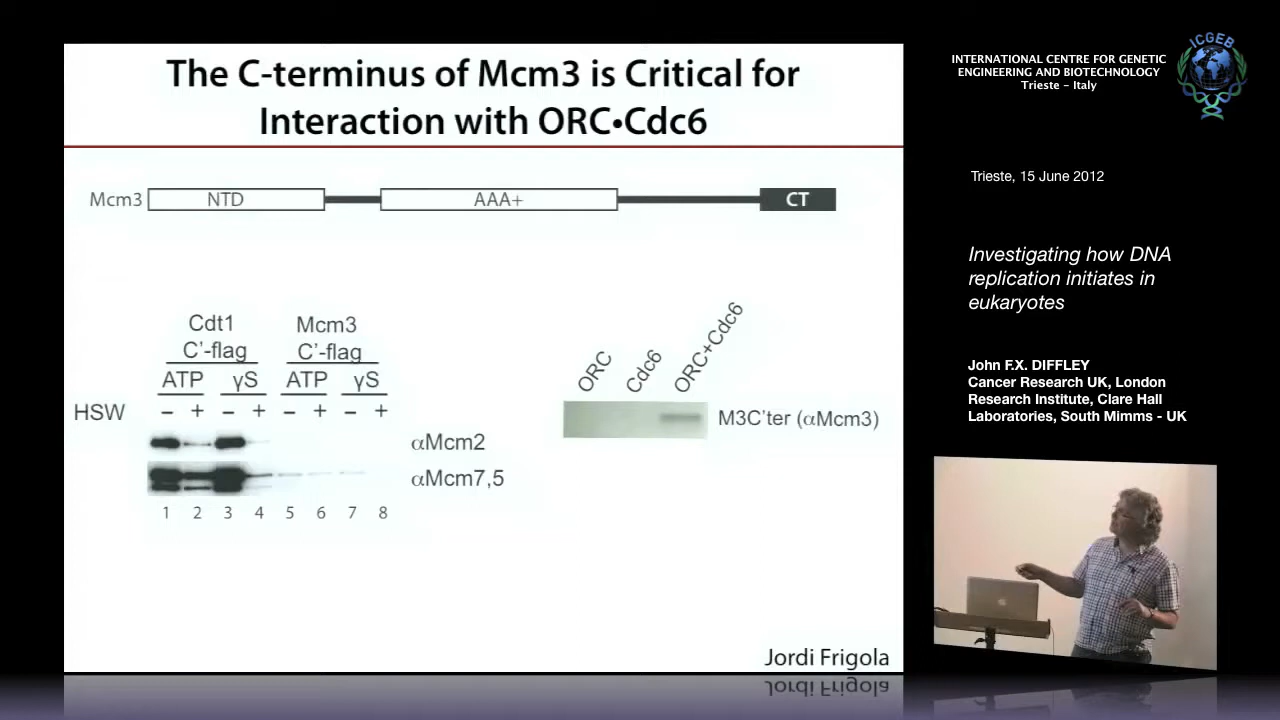 The C-terminus of Mcm3 is Critical for
Interaction with ORC•Cdc6
Mcm3
NTD
AAA+
CT
Cdt1
C'-flag
Mcm3
C'-flag
ATP
γS
ATP
γS
HSW
– + – + – + – +
αMcm2
αMcm7,5
1 2 3 4 5 6 7 8
ORC
Cdc6
ORC+Cdc6
M3C'ter (αMcm3)
Jordi Frigola
INTERNATIONAL CENTRE FOR GENETIC
ENGINEERING AND BIOTECHNOLOGY
Trieste - Italy
ICGEB
Trieste, 15 June 2012
Investigating how DNA
replication initiates in
eukaryotes
John F.X. DIFFLEY
Cancer Research UK, London
Research Institute, Clare Hall
Laboratories, South Mimms - UK